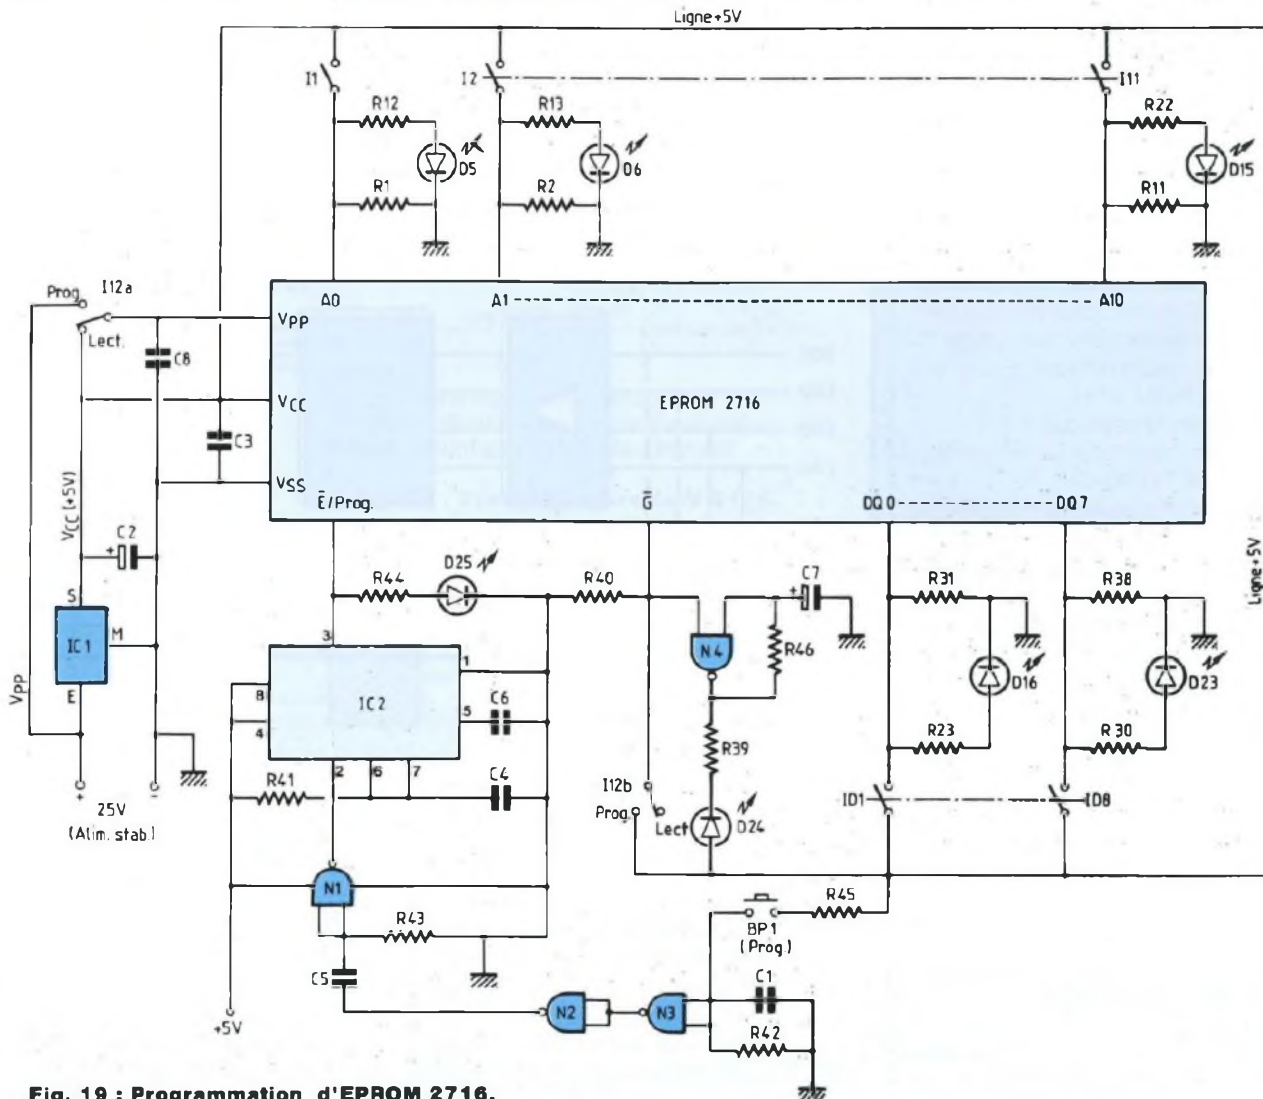 Ligne+5V
I1
I2
I11
R12
R13
R22
D5
D6
D15
R1
R2
R11
Prog.
I12a
Lect.
C8
A0
A1
A10
VPP
VCC
VSS
EPROM 2716
C3
E/Prog.
G
DQ0
DQ7
VCC (+5V)
C2
+
S
IC1
M
E
VPP
+
-
25V
(Alim. stab.)
D25
R44
R40
C7
+
R31
R38
Ligne+5V
3
1
8
IC2
5
4
2
6
7
C6
C4
R41
N4
R46
R39
D16
D23
R23
R30
I12b
Prog.
Lect
D24
ID1
ID8
N1
R43
C5
+5V
N2
N3
BP1
(Prog.)
R45
C1
R42
Fig. 19 : Programmation d'EPROM 2716.